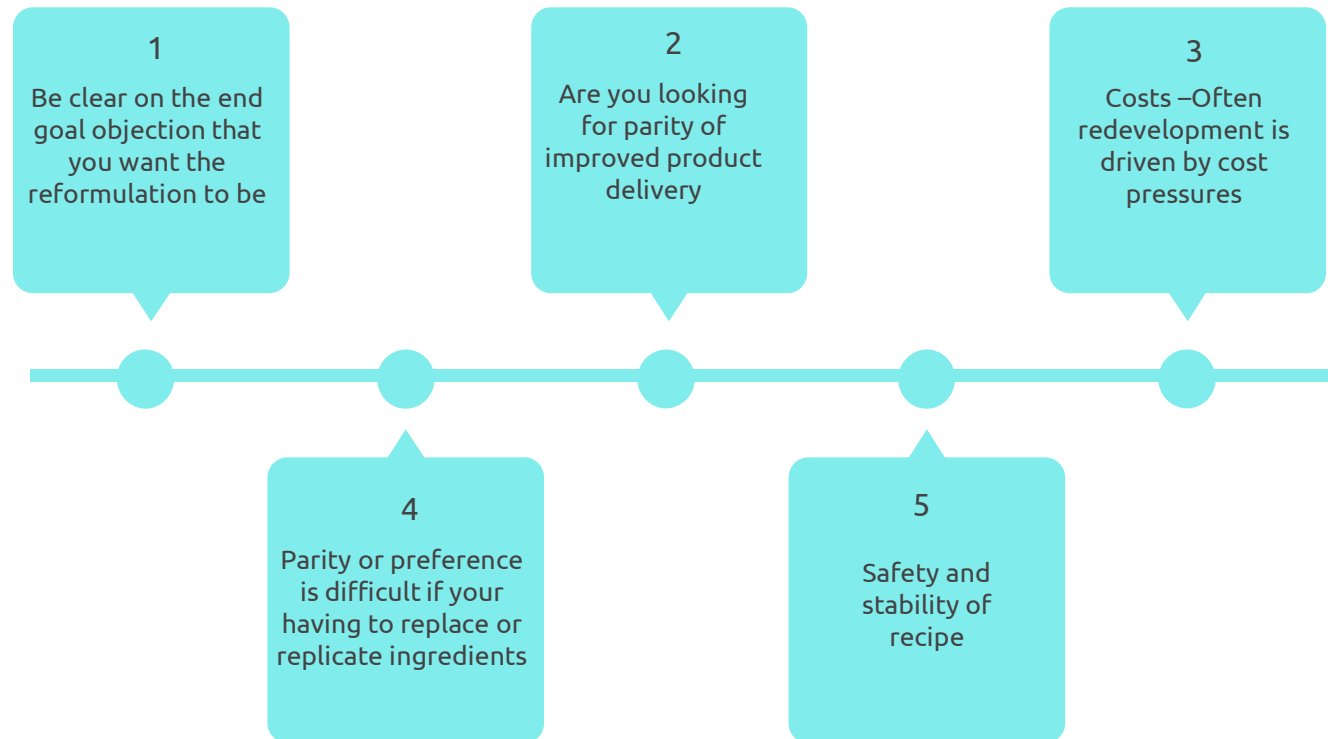 1
Be clear on the end
goal objection that
you want the
reformulation to be
2
Are you looking
for parity of
improved product
delivery
3
Costs –Often
redevelopment is
driven by cost
pressures
4
Parity or preference
is difficult if your
having to replace or
replicate ingredients
5
Safety and
stability of
recipe